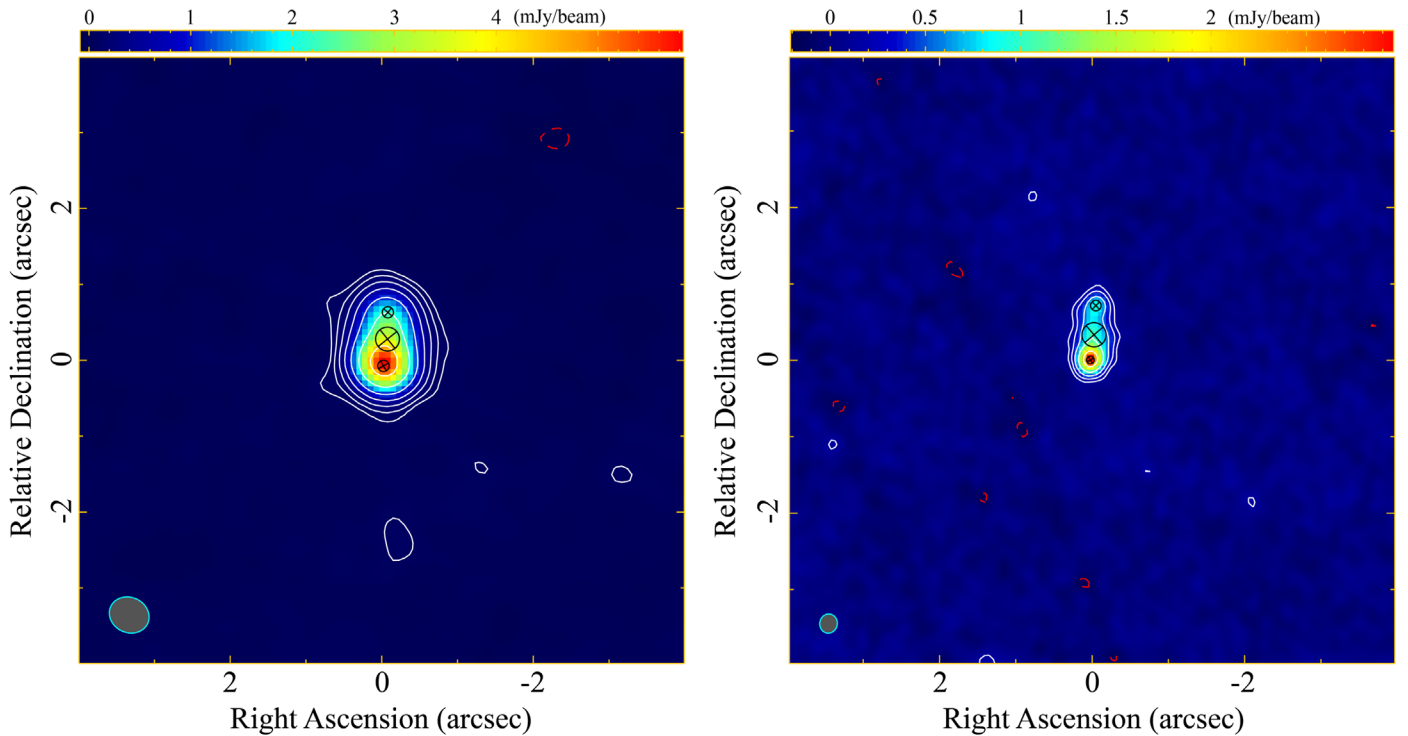 0 1 2 3 4 (mJy/beam)
0 0.5 1 1.5 2 (mJy/beam)
Relative Declination (arcsec)
2
0
-2
2 0 -2
Right Ascension (arcsec)
Relative Declination (arcsec)
2
0
-2
2 0 -2
Right Ascension (arcsec)